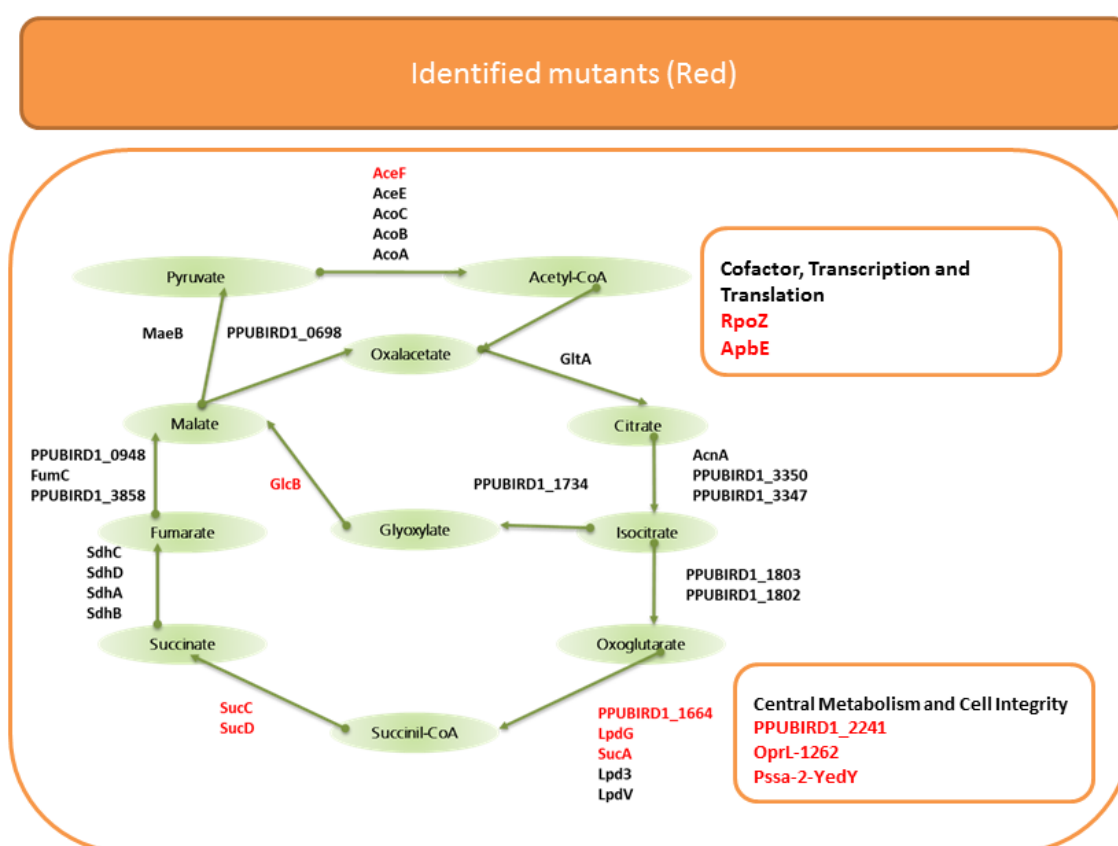 Identified mutants (Red)
AceF
AceE
AcoC
AcoB
AcoA
Pyruvate
Acetyl-CoA
Cofactor, Transcription and
Translation
RpoZ
ApbE
MaeB
PPUBIRD1_0698
Oxalacetate
GltA
Malate
Citrate
PPUBIRD1_0948
FumC
PPUBIRD1_3858
GlcB
PPUBIRD1_1734
AcnA
PPUBIRD1_3350
PPUBIRD1_3347
Fumarate
Glyoxylate
Isocitrate
SdhC
SdhD
SdhA
SdhB
PPUBIRD1_1803
PPUBIRD1_1802
Succinate
Oxoglutarate
SucC
SucD
Succinil-CoA
PPUBIRD1_1664
LpdG
SucA
Lpd3
LpdV
Central Metabolism and Cell Integrity
PPUBIRD1_2241
OprL-1262
Pssa-2-YedY